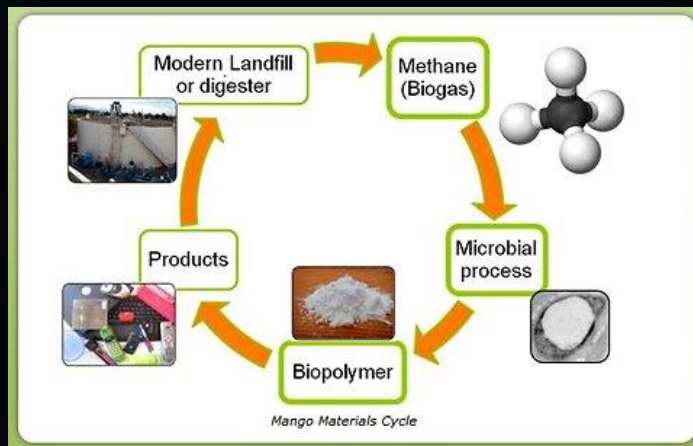 Modern Landfill
or digester
Methane
(Biogas)
Microbial
process
Biopolymer
Products
Mango Materials Cycle